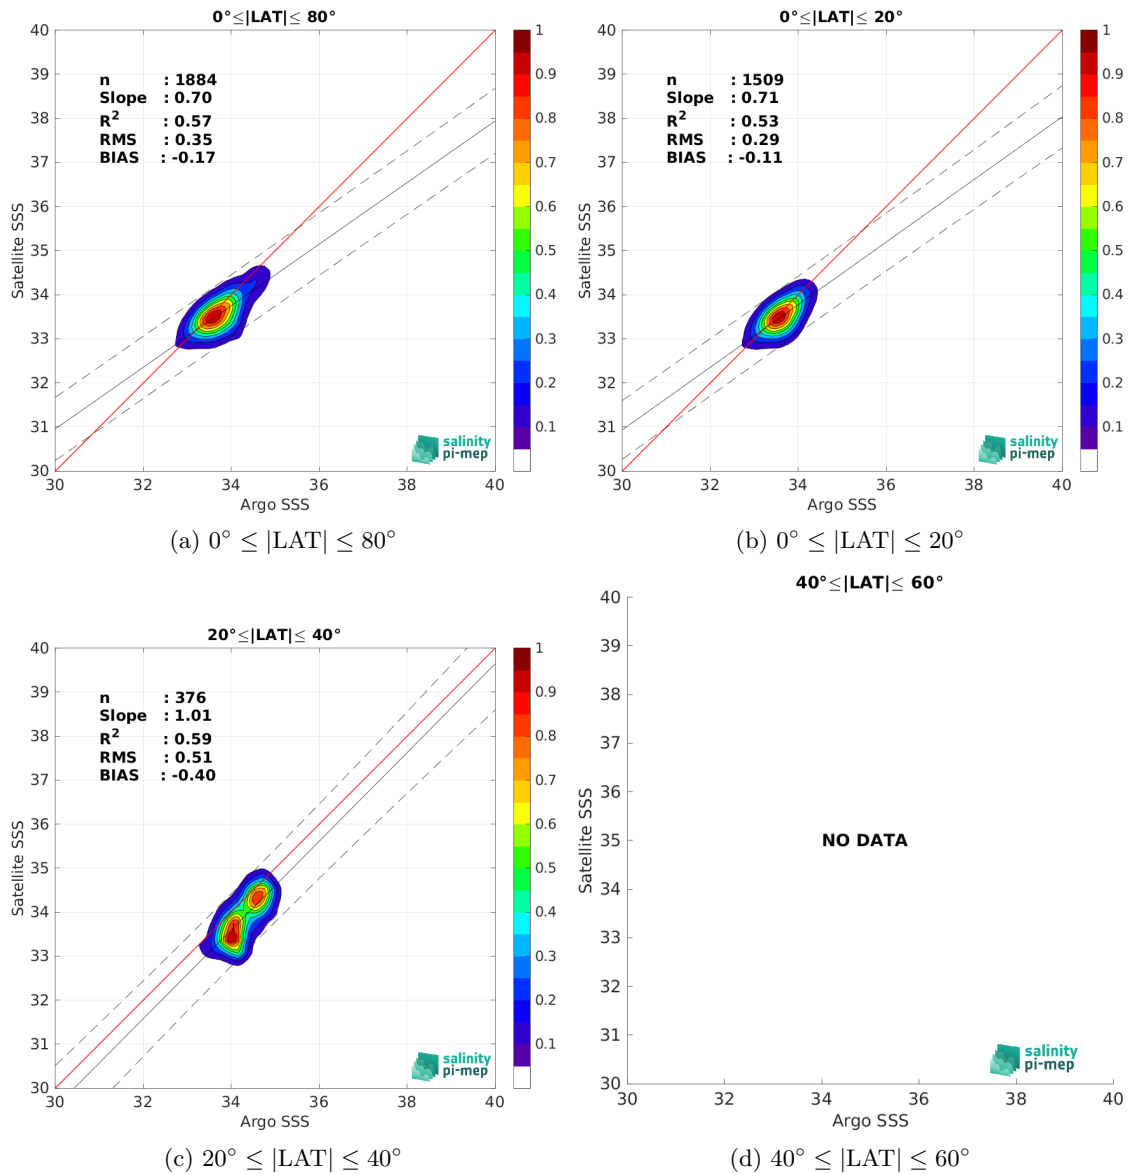 0°≤|LAT|≤ 80°
40
39
38
37
36
35
34
33
32
31
30
Satellite SSS
n : 1884
Slope : 0.70
R² : 0.57
RMS : 0.35
BIAS : -0.17
1
0.9
0.8
0.7
0.6
0.5
0.4
0.3
0.2
0.1
salinity
pi-mep
30 32 34 36 38 40
Argo SSS
(a) 0° ≤ |LAT| ≤ 80°
0°≤|LAT|≤ 20°
40
39
38
37
36
35
34
33
32
31
30
Satellite SSS
n : 1509
Slope : 0.71
R² : 0.53
RMS : 0.29
BIAS : -0.11
1
0.9
0.8
0.7
0.6
0.5
0.4
0.3
0.2
0.1
salinity
pi-mep
30 32 34 36 38 40
Argo SSS
(b) 0° ≤ |LAT| ≤ 20°
20°≤|LAT|≤ 40°
40
39
38
37
36
35
34
33
32
31
30
Satellite SSS
n : 376
Slope : 1.01
R² : 0.59
RMS : 0.51
BIAS : -0.40
1
0.9
0.8
0.7
0.6
0.5
0.4
0.3
0.2
0.1
salinity
pi-mep
30 32 34 36 38 40
Argo SSS
(c) 20° ≤ |LAT| ≤ 40°
40°≤|LAT|≤ 60°
40
39
38
37
36
35
34
33
32
31
30
Satellite SSS
NO DATA
salinity
pi-mep
30 32 34 36 38 40
Argo SSS
(d) 40° ≤ |LAT| ≤ 60°